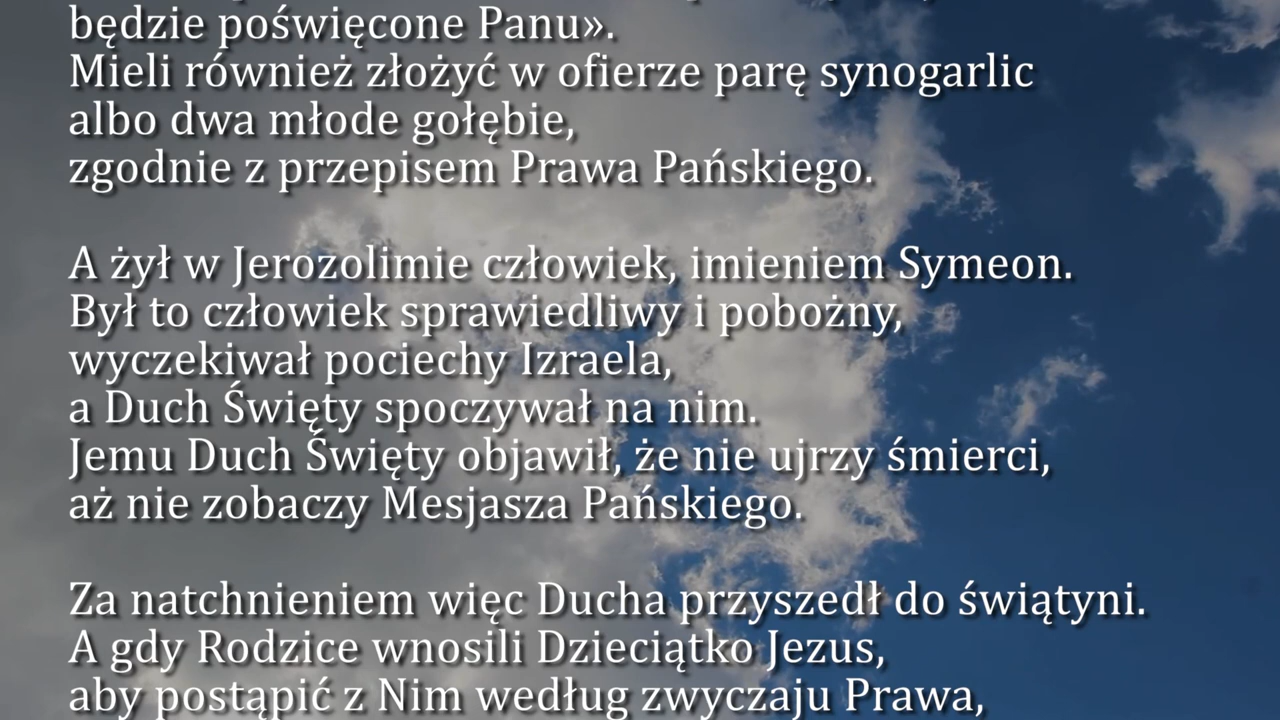 będzie poświęcone Panu».
Mieli również złożyć w ofierze parę synogarlic
albo dwa młode gołębie,
zgodnie z przepisem Prawa Pańskiego.
A żył w Jerozolimie człowiek, imieniem Symeon.
Był to człowiek sprawiedliwy i pobożny,
wyczekiwał pociechy Izraela,
a Duch Święty spoczywał na nim.
Jemu Duch Święty objawił, że nie ujrzy śmierci,
aż nie zobaczy Mesjasza Pańskiego.
Za natchnieniem więc Ducha przyszedł do świątyni.
A gdy Rodzice wnosili Dzieciątko Jezus,
aby postąpić z Nim według zwyczaju Prawa,